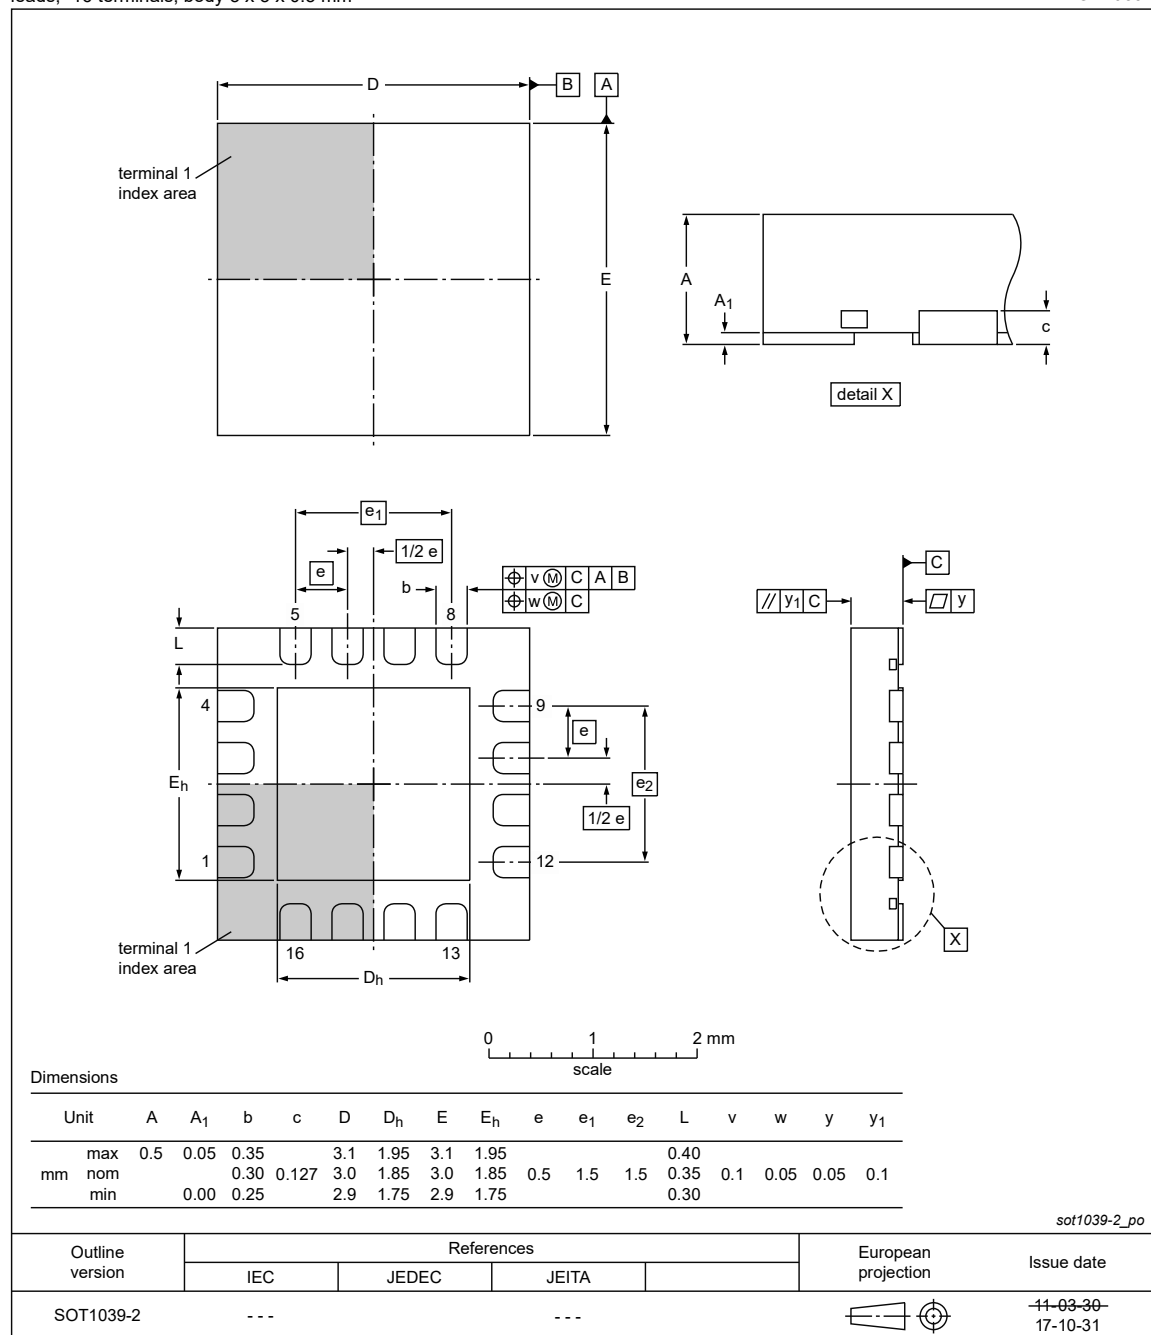 D
B
A
terminal 1
index area
E
A
A1
c
detail X
e1
1/2 e
e
b
v M C A B
w M C
5
8
L
4
9
e
Eh
e2
1/2 e
1
12
terminal 1
index area
16
13
Dh
C
// y1 C
y
X
0 1 2 mm
scale
Dimensions
Unit A A1 b c D Dh E Eh e e1 e2 L v w y y1
max 0.5 0.05 0.35 3.1 1.95 3.1 1.95 0.40
mm nom 0.30 0.127 3.0 1.85 3.0 1.85 0.5 1.5 1.5 0.35 0.1 0.05 0.05 0.1
min 0.00 0.25 2.9 1.75 2.9 1.75 0.30
sot1039-2_po
Outline
version
References
IEC JEDEC JEITA
European
projection
Issue date
SOT1039-2 - - - - - -
11-03-30
17-10-31